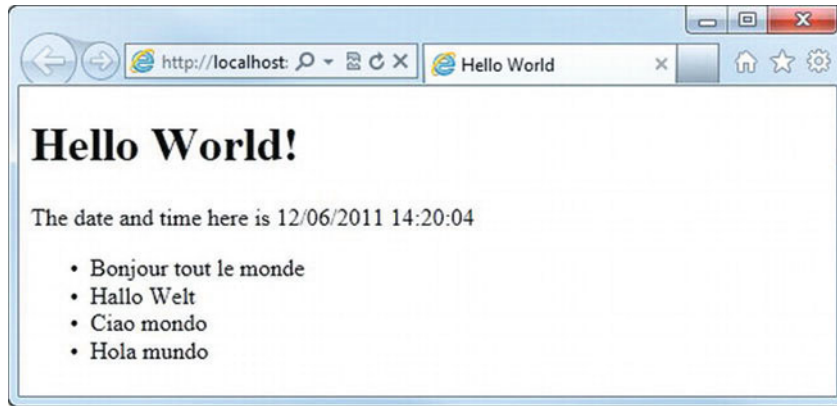 http://localhost:
Hello World
Hello World!
The date and time here is 12/06/2011 14:20:04
• Bonjour tout le monde
• Hallo Welt
• Ciao mondo
• Hola mundo